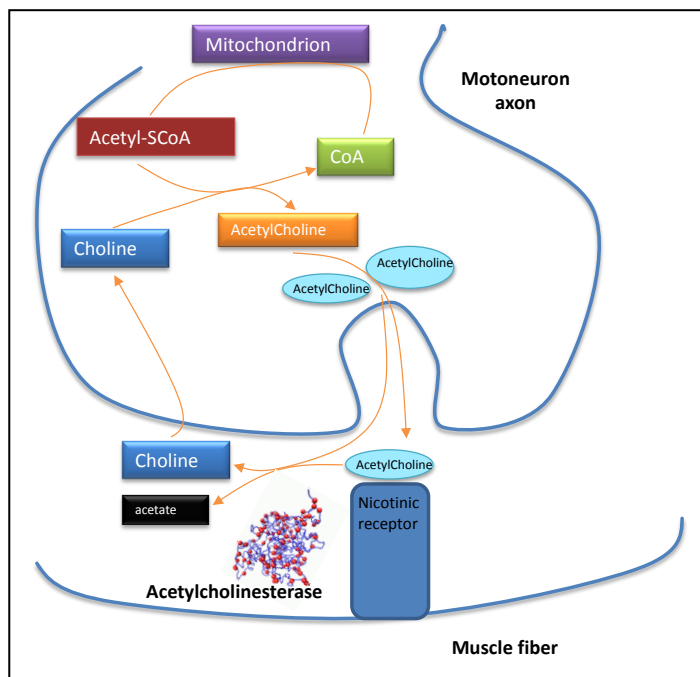 Mitochondrion
Motoneuron
axon
Acetyl-SCoA
CoA
AcetylCholine
Choline
AcetylCholine
AcetylCholine
Choline
AcetylCholine
Nicotinic
receptor
acetate
Acetylcholinesterase
Muscle fiber